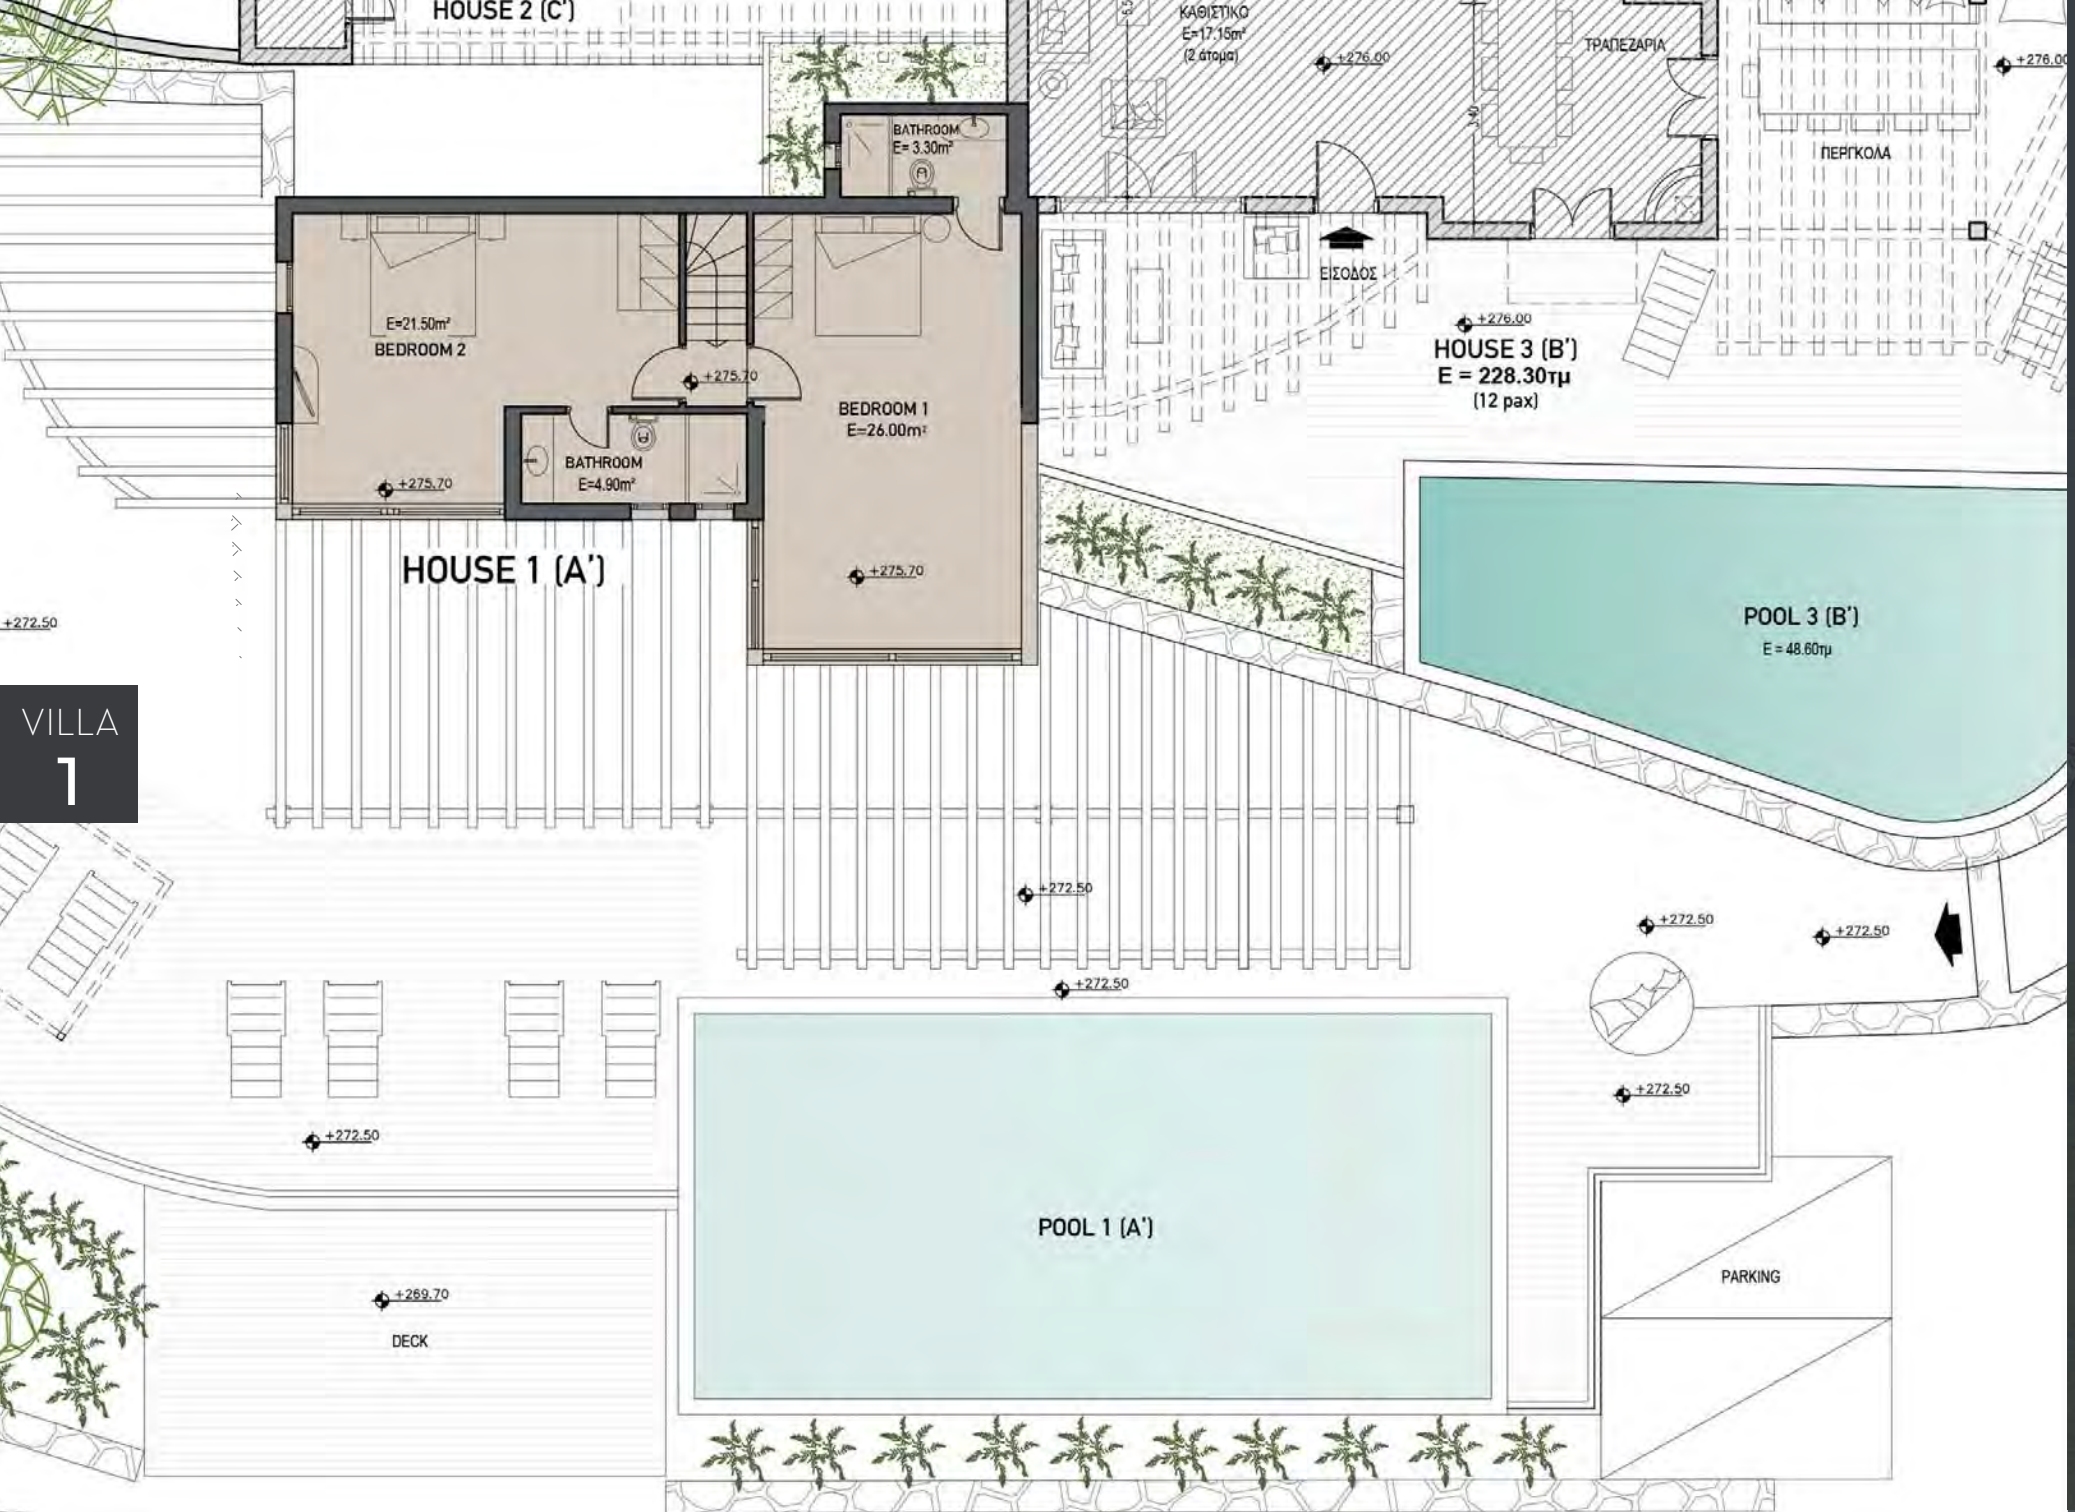 HOUSE 2 (C')
ΚΑΘΙΣΤΙΚΟ
E=17.15m²
(2 άτομα)
+276.00
ΤΡΑΠΕΖΑΡΙΑ
+276.00
3.40
ΠΕΡΓΚΟΛΑ
BATHROOM
E= 3.30m²
ΕΙΣΟΔΟΣ
E=21.50m²
BEDROOM 2
+275.70
+276.00
HOUSE 3 (B')
E = 228.30τμ
(12 pax)
BEDROOM 1
E=26.00m²
BATHROOM
E=4.90m²
+275.70
HOUSE 1 (A')
+275.70
+272.50
POOL 3 (B')
E = 48.60τμ
VILLA
1
+272.50
+272.50
+272.50
+272.50
+272.50
+272.50
POOL 1 (A')
PARKING
+269.70
DECK